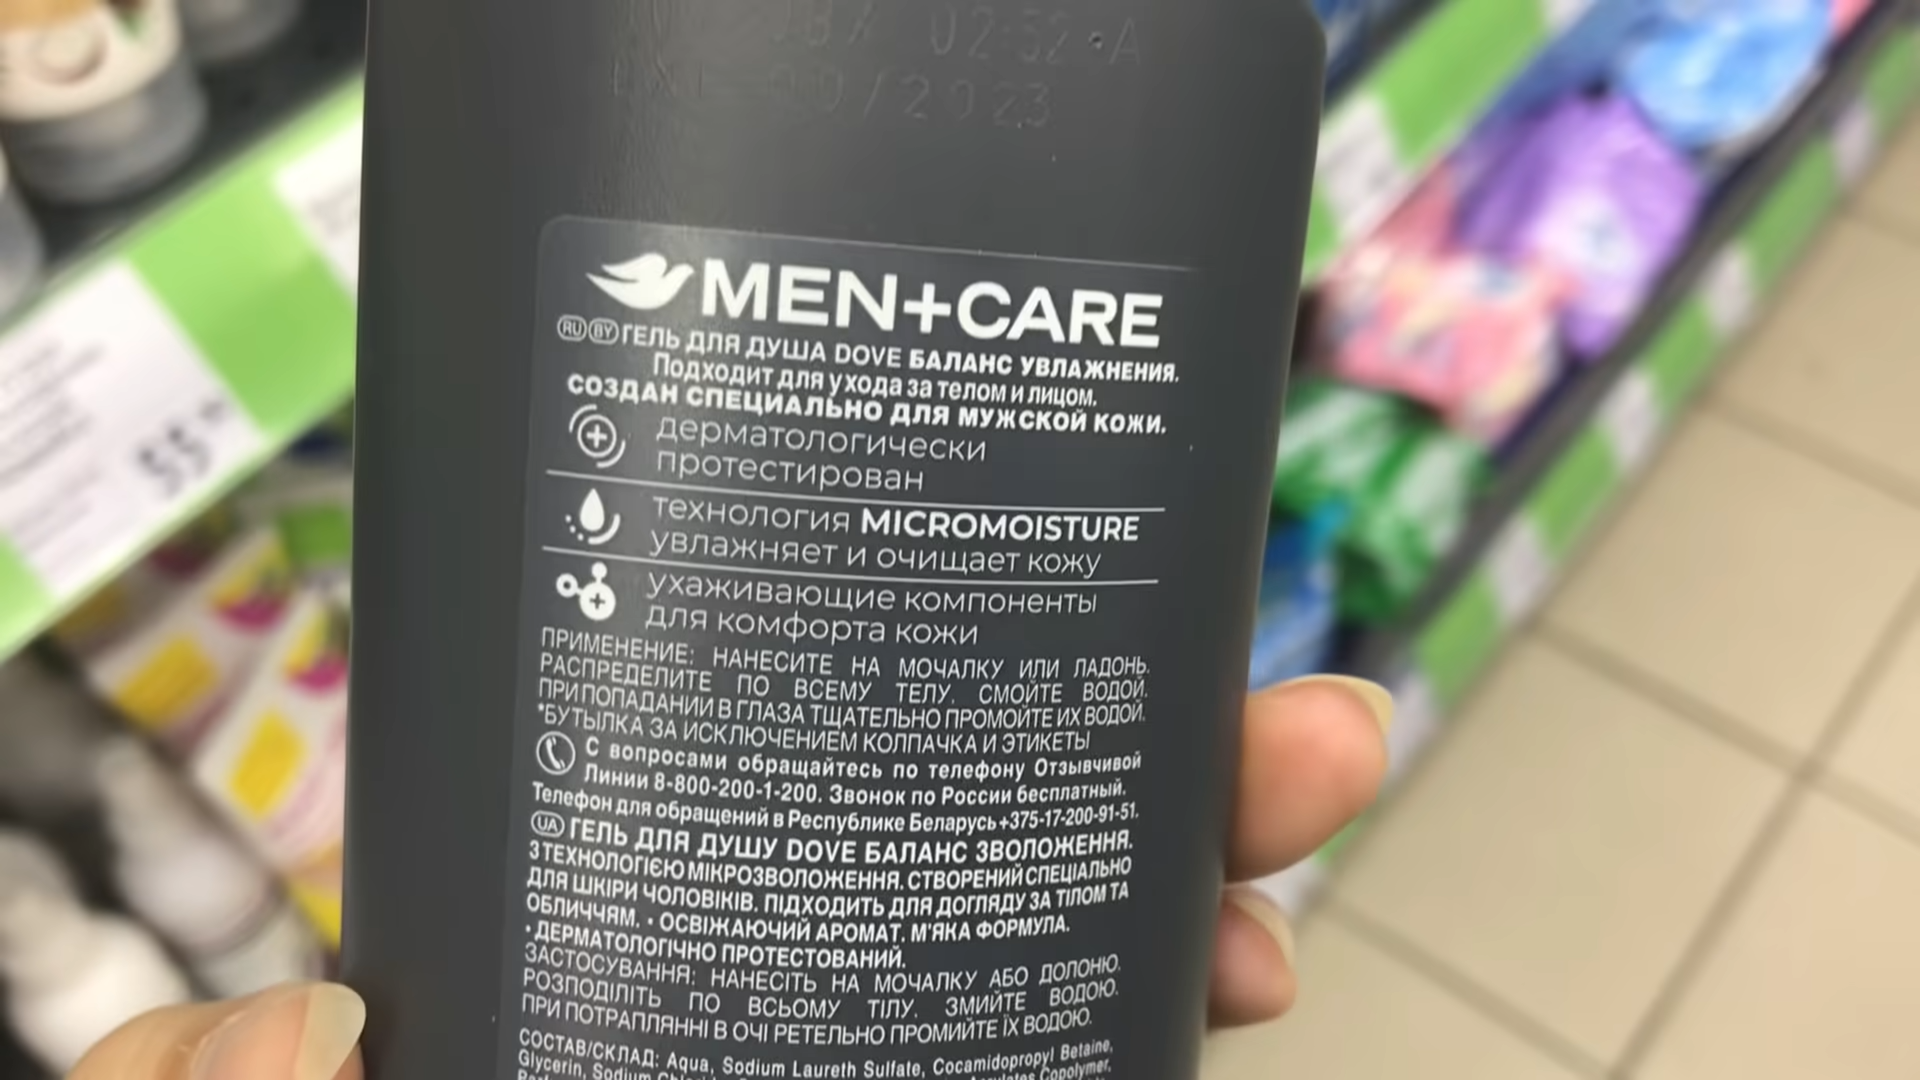 02:52 A
/2023
MEN+CARE
RU BY ГЕЛЬ ДЛЯ ДУША DOVE БАЛАНС УВЛАЖНЕНИЯ.
Подходит для ухода за телом и лицом.
СОЗДАН СПЕЦИАЛЬНО ДЛЯ МУЖСКОЙ КОЖИ.
дерматологически
протестирован
технология MICROMOISTURE
увлажняет и очищает кожу
ухаживающие компоненты
для комфорта кожи
ПРИМЕНЕНИЕ: НАНЕСИТЕ НА МОЧАЛКУ ИЛИ ЛАДОНЬ.
РАСПРЕДЕЛИТЕ ПО ВСЕМУ ТЕЛУ. СМОЙТЕ ВОДОЙ.
ПРИ ПОПАДАНИИ В ГЛАЗА ТЩАТЕЛЬНО ПРОМОЙТЕ ИХ ВОДОЙ.
*БУТЫЛКА ЗА ИСКЛЮЧЕНИЕМ КОЛПАЧКА И ЭТИКЕТЫ
С вопросами обращайтесь по телефону Отзывчивой
Линии 8-800-200-1-200. Звонок по России бесплатный.
Телефон для обращений в Республике Беларусь +375-17-200-91-51.
UA ГЕЛЬ ДЛЯ ДУШУ DOVE БАЛАНС ЗВОЛОЖЕННЯ.
З ТЕХНОЛОГІЄЮ МІКРОЗВОЛОЖЕННЯ. СТВОРЕНИЙ СПЕЦІАЛЬНО
ДЛЯ ШКІРИ ЧОЛОВІКІВ. ПІДХОДИТЬ ДЛЯ ДОГЛЯДУ ЗА ТІЛОМ ТА
ОБЛИЧЧЯМ. • ОСВІЖАЮЧИЙ АРОМАТ. М'ЯКА ФОРМУЛА.
• ДЕРМАТОЛОГІЧНО ПРОТЕСТОВАНИЙ.
ЗАСТОСУВАННЯ: НАНЕСІТЬ НА МОЧАЛКУ АБО ДОЛОНЮ.
РОЗПОДІЛІТЬ ПО ВСЬОМУ ТІЛУ. ЗМИЙТЕ ВОДОЮ.
ПРИ ПОТРАПЛЯННІ В ОЧІ РЕТЕЛЬНО ПРОМИЙТЕ ЇХ ВОДОЮ.
СОСТАВ/СКЛАД: Aqua, Sodium Laureth Sulfate, Cocamidopropyl Betaine,
Glycerin, Sodium Copolymer,